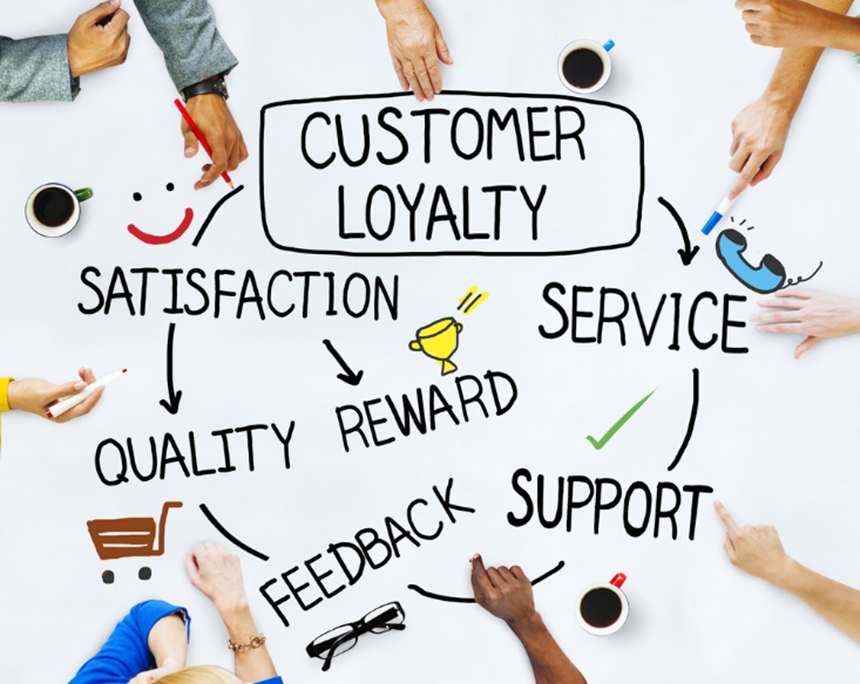 CUSTOMER
LOYALTY
SATISFACTION
SERVICE
REWARD
QUALITY
SUPPORT
FEEDBACK